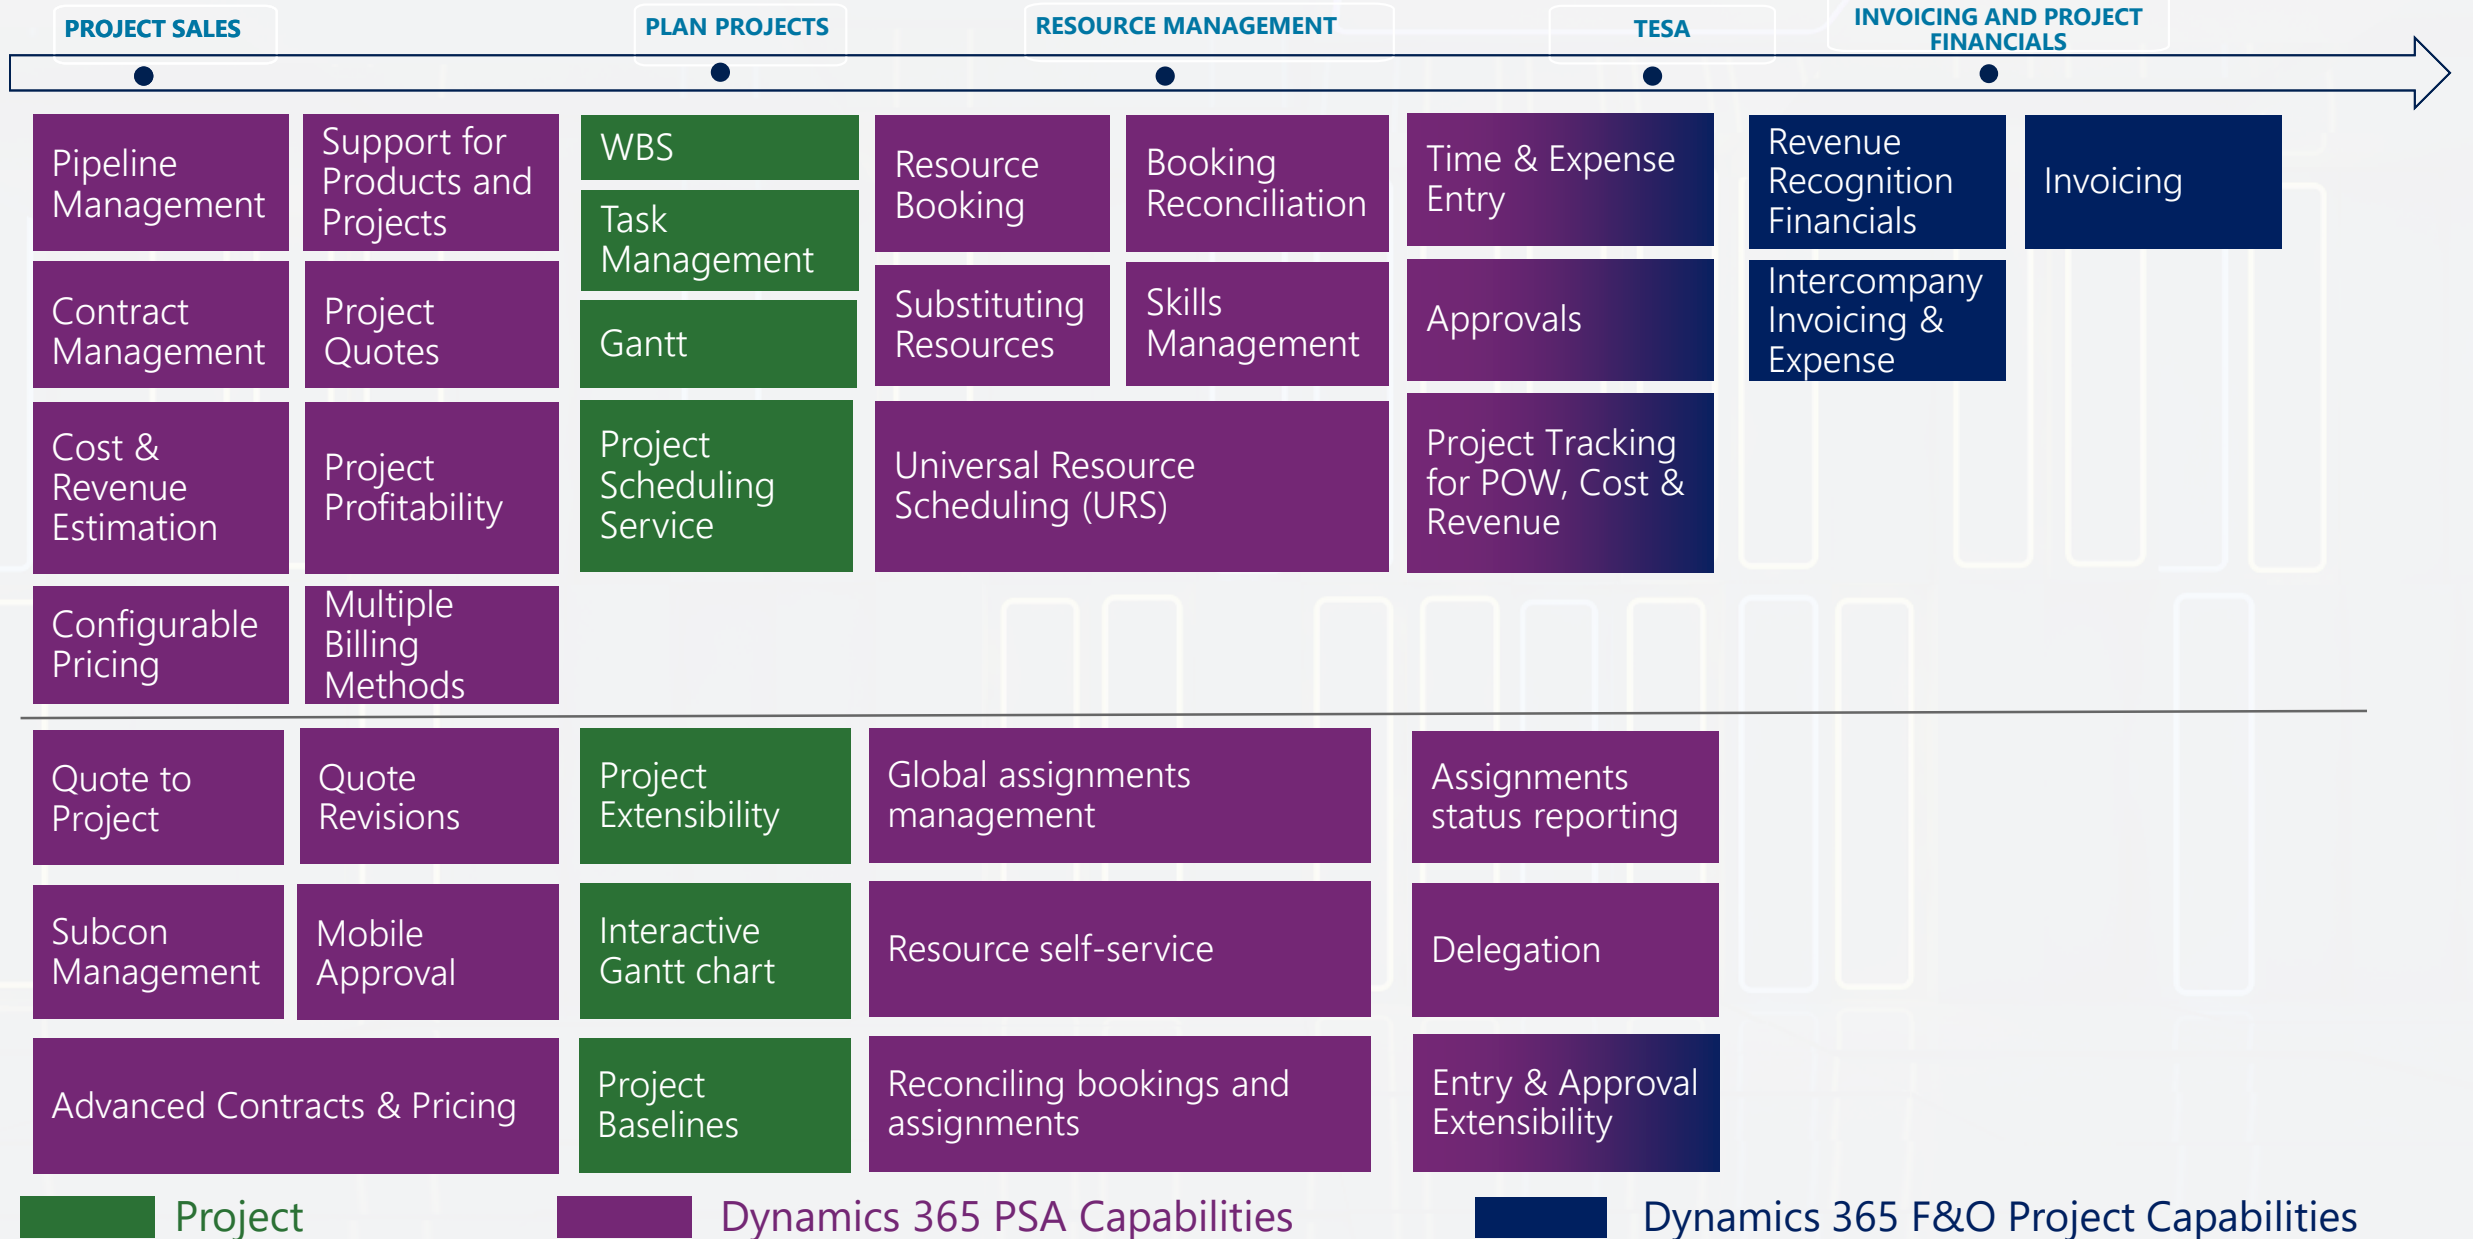 PROJECT SALES
PLAN PROJECTS
RESOURCE MANAGEMENT
TESA
INVOICING AND PROJECT
FINANCIALS
Pipeline
Management
Support for
Products and
Projects
Contract
Management
Project
Quotes
Cost &
Revenue
Estimation
Project
Profitability
Configurable
Pricing
Multiple
Billing
Methods
WBS
Task
Management
Gantt
Project
Scheduling
Service
Resource
Booking
Booking
Reconciliation
Substituting
Resources
Skills
Management
Universal Resource
Scheduling (URS)
Time & Expense
Entry
Approvals
Project Tracking
for POW, Cost &
Revenue
Revenue
Recognition
Financials
Invoicing
Intercompany
Invoicing &
Expense
Quote to
Project
Quote
Revisions
Subcon
Management
Mobile
Approval
Advanced Contracts & Pricing
Project
Extensibility
Interactive
Gantt chart
Project
Baselines
Global assignments
management
Resource self-service
Reconciling bookings and
assignments
Assignments
status reporting
Delegation
Entry & Approval
Extensibility
Project
Dynamics 365 PSA Capabilities
Dynamics 365 F&O Project Capabilities